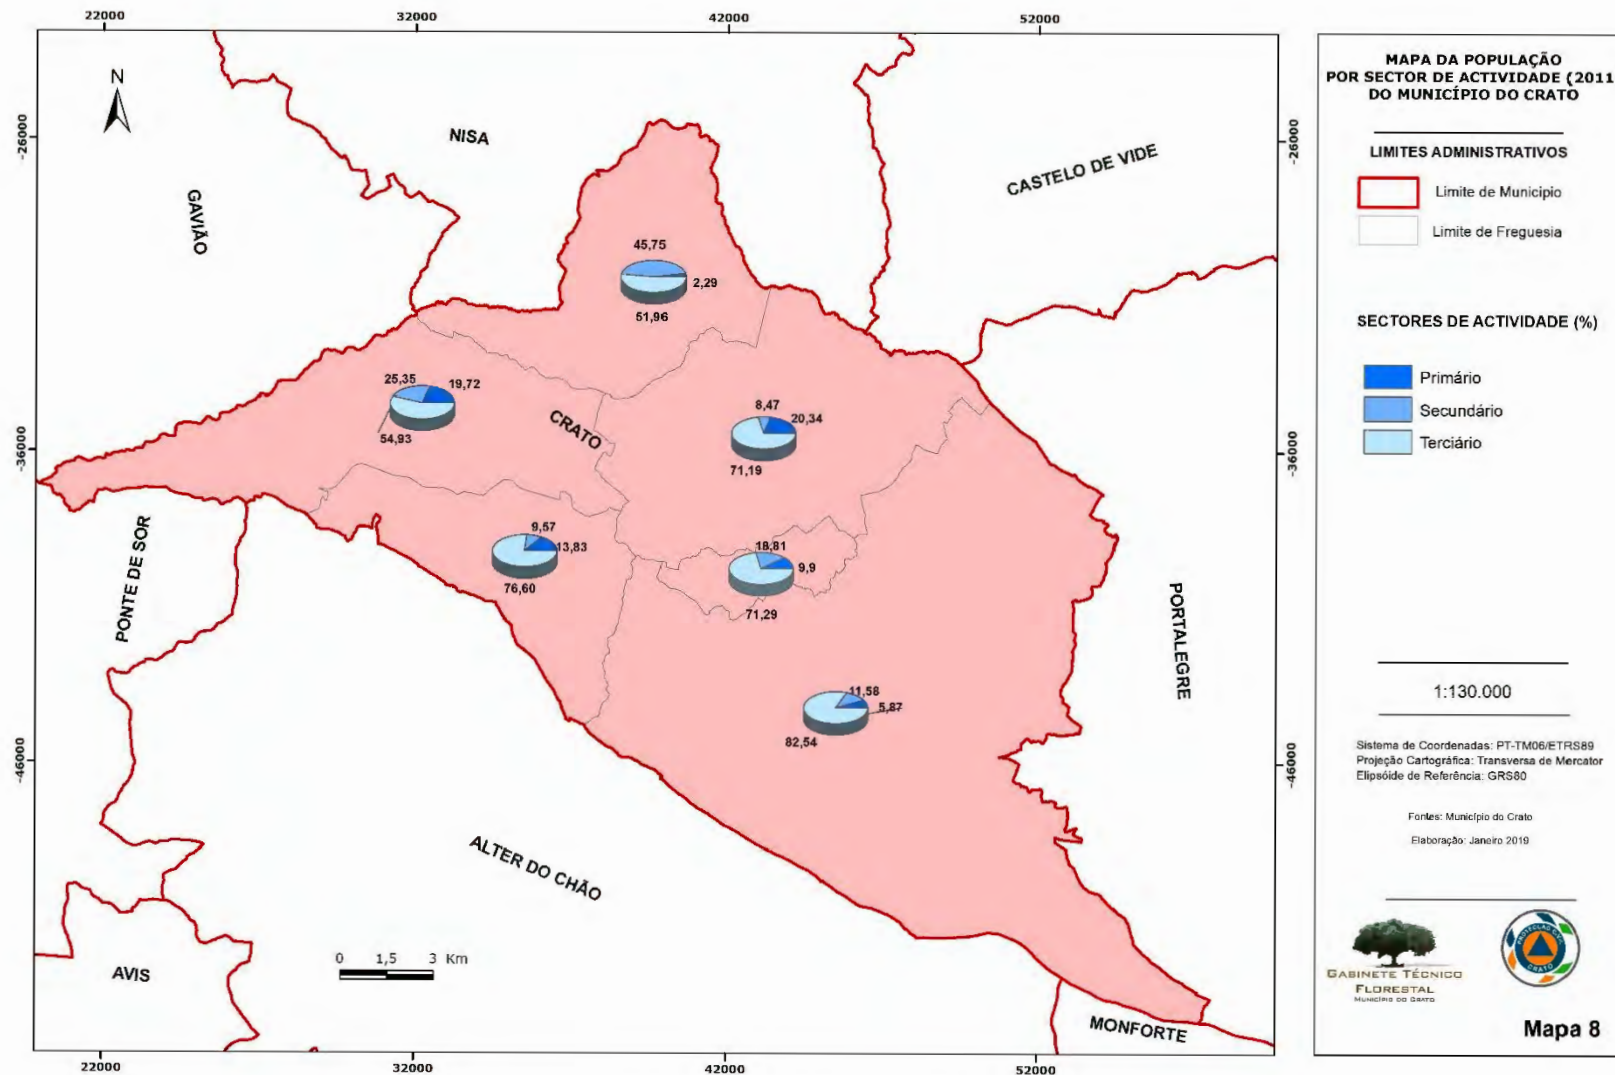 22000
32000
42000
52000
N
-26000
-26000
NISA
CASTELO DE VIDE
GAVIÃO
45,75
2,29
51,96
25,35
19,72
54,93
CRATO
8,47
20,34
71,19
-36000
-36000
9,57
13,83
76,60
18,81
9,9
71,29
PONTE DE SOR
PORTALEGRE
11,58
5,87
82,54
-46000
-46000
ALTER DO CHÃO
0 1,5 3 Km
AVIS
MONFORTE
22000
32000
42000
52000
MAPA DA POPULAÇÃO
POR SECTOR DE ACTIVIDADE (2011
DO MUNICÍPIO DO CRATO
LIMITES ADMINISTRATIVOS
Limite de Município
Limite de Freguesia
SECTORES DE ACTIVIDADE (%)
Primário
Secundário
Terciário
1:130.000
Sistema de Coordenadas: PT-TM06/ETRS89
Projeção Cartográfica: Transversa de Mercator
Elipsóide de Referência: GRS80
Fontes: Município do Crato
Elaboração: Janeiro 2019
GABINETE TÉCNICO
FLORESTAL
MUNICÍPIO DO CRATO
PROTECÇÃO CIVIL
CRATO
Mapa 8